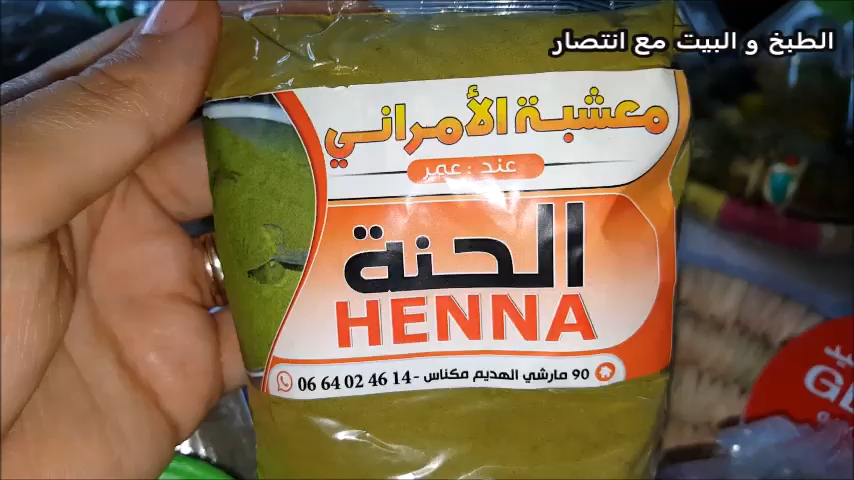 الطبخ و البيت مع انتصار
معشبة الأمراني
عند : عمر
الحنة
HENNA
90 مارشي الهديم مكناس - 06 64 02 46 14